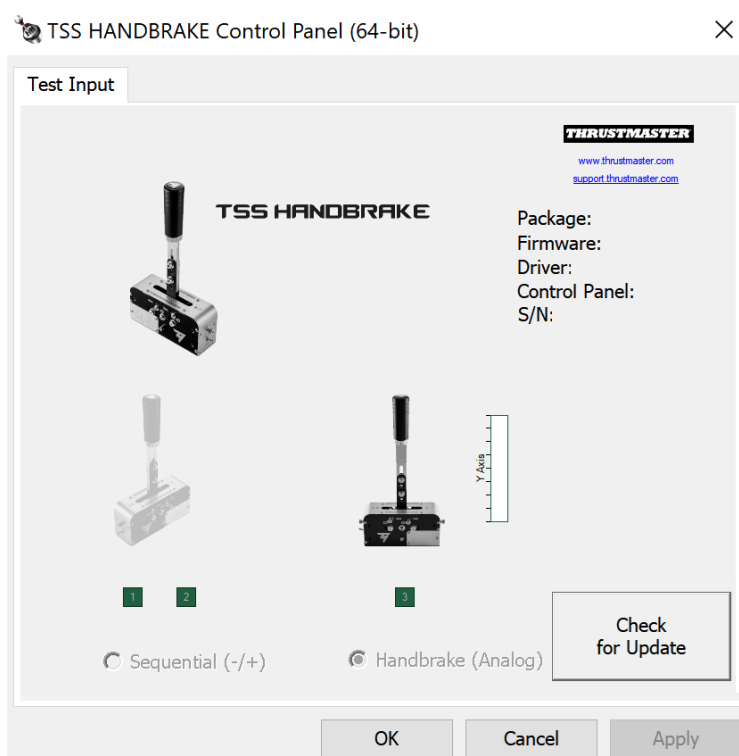 TSS HANDBRAKE Control Panel (64-bit)
Test Input
THRUSTMASTER
www.thrustmaster.com
support.thrustmaster.com
TSS HANDBRAKE
Package:
Firmware:
Driver:
Control Panel:
S/N:
Y Axis
1
2
3
Sequential (-/+)
Handbrake (Analog)
Check
for Update
OK
Cancel
Apply